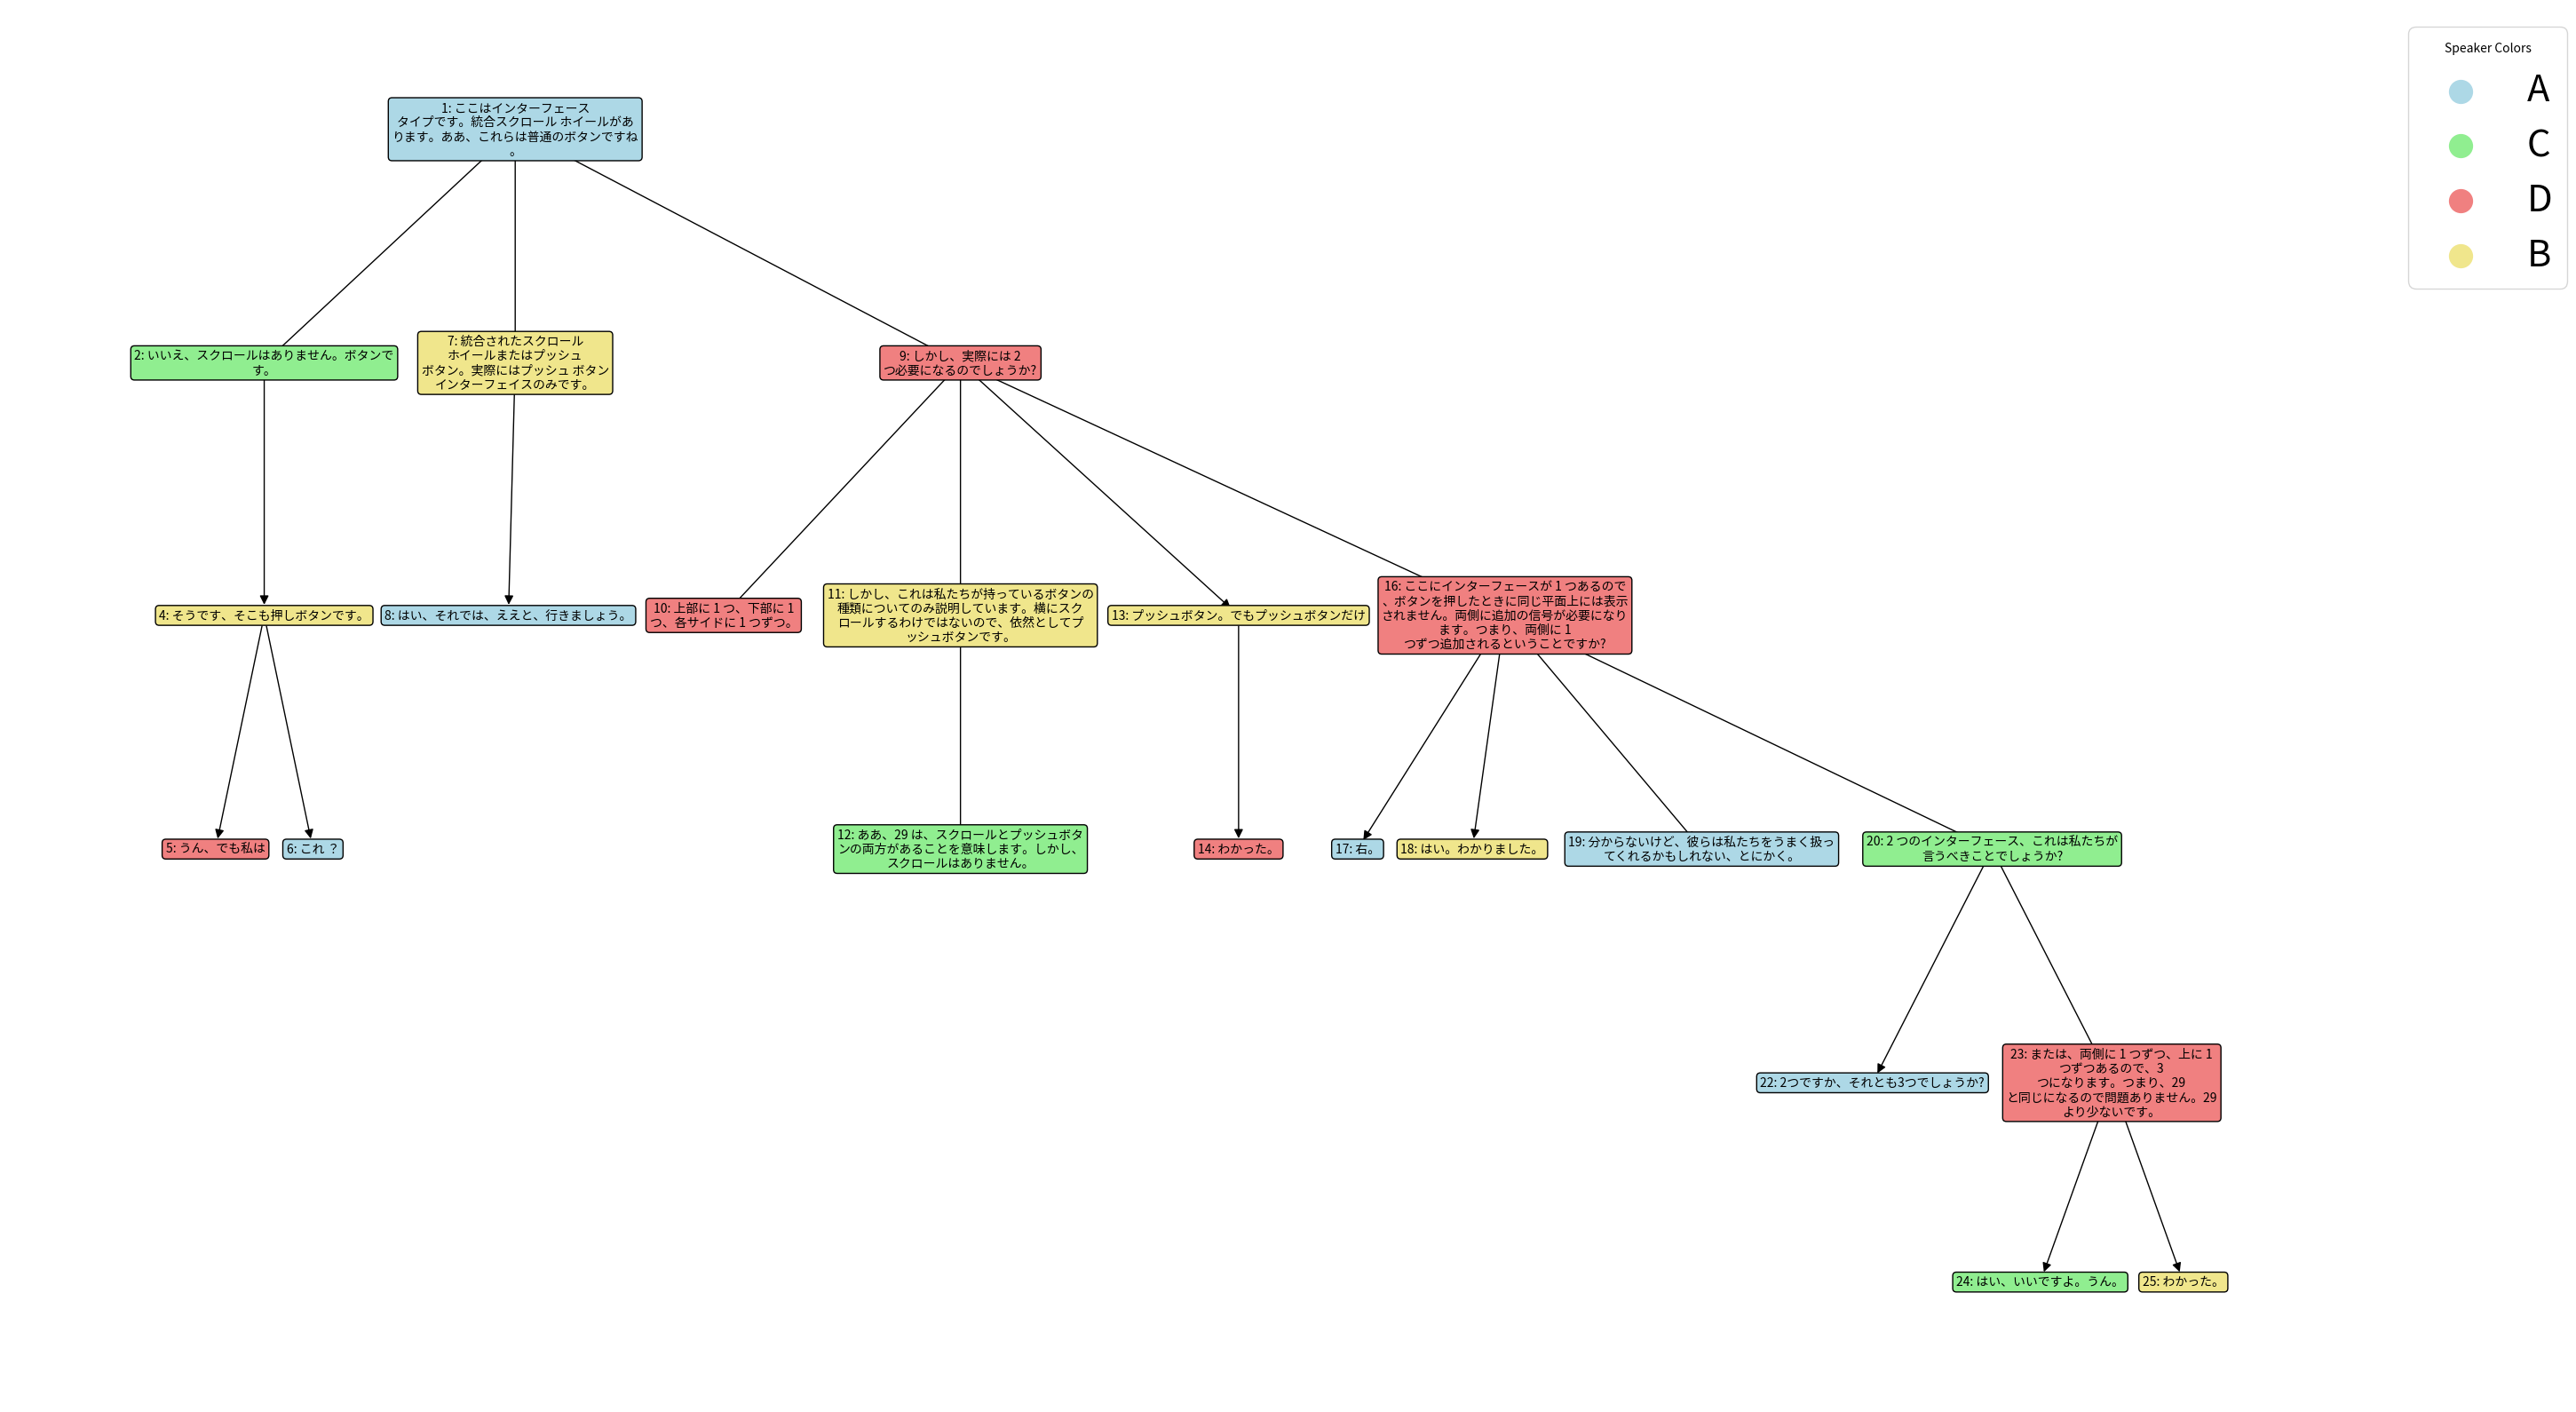 Speaker Colors
A
C
D
B
1: ここはインターフェース
タイプです。統合スクロール ホイールがあ
ります。ああ、これらは普通のボタンですね
。
2: いいえ、スクロールはありません。ボタンで
す。
7: 統合されたスクロール
ホイールまたはプッシュ
ボタン。実際にはプッシュ ボタン
インターフェイスのみです。
9: しかし、実際には 2
つ必要になるのでしょうか?
4: そうです、そこも押しボタンです。
8: はい、それでは、ええと、行きましょう。
10: 上部に 1 つ、下部に 1
つ、各サイドに 1 つずつ。
11: しかし、これは私たちが持っているボタンの
種類についてのみ説明しています。横にスク
ロールするわけではないので、依然としてプ
ッシュボタンです。
13: プッシュボタン。でもプッシュボタンだけ
16: ここにインターフェースが 1 つあるので
、ボタンを押したときに同じ平面上には表示
されません。両側に追加の信号が必要になり
ます。つまり、両側に 1
つずつ追加されるということですか?
5: うん、でも私は
6: これ ？
12: ああ、29 は、スクロールとプッシュボタ
ンの両方があることを意味します。しかし、
スクロールはありません。
14: わかった。
17: 右。
18: はい。わかりました。
19: 分からないけど、彼らは私たちをうまく扱っ
てくれるかもしれない、とにかく。
20: 2 つのインターフェース、これは私たちが
言うべきことでしょうか?
22: 2つですか、それとも3つでしょうか?
23: または、両側に 1 つずつ、上に 1
つずつあるので、3
つになります。つまり、29
と同じになるので問題ありません。29
より少ないです。
24: はい、いいですよ。うん。
25: わかった。